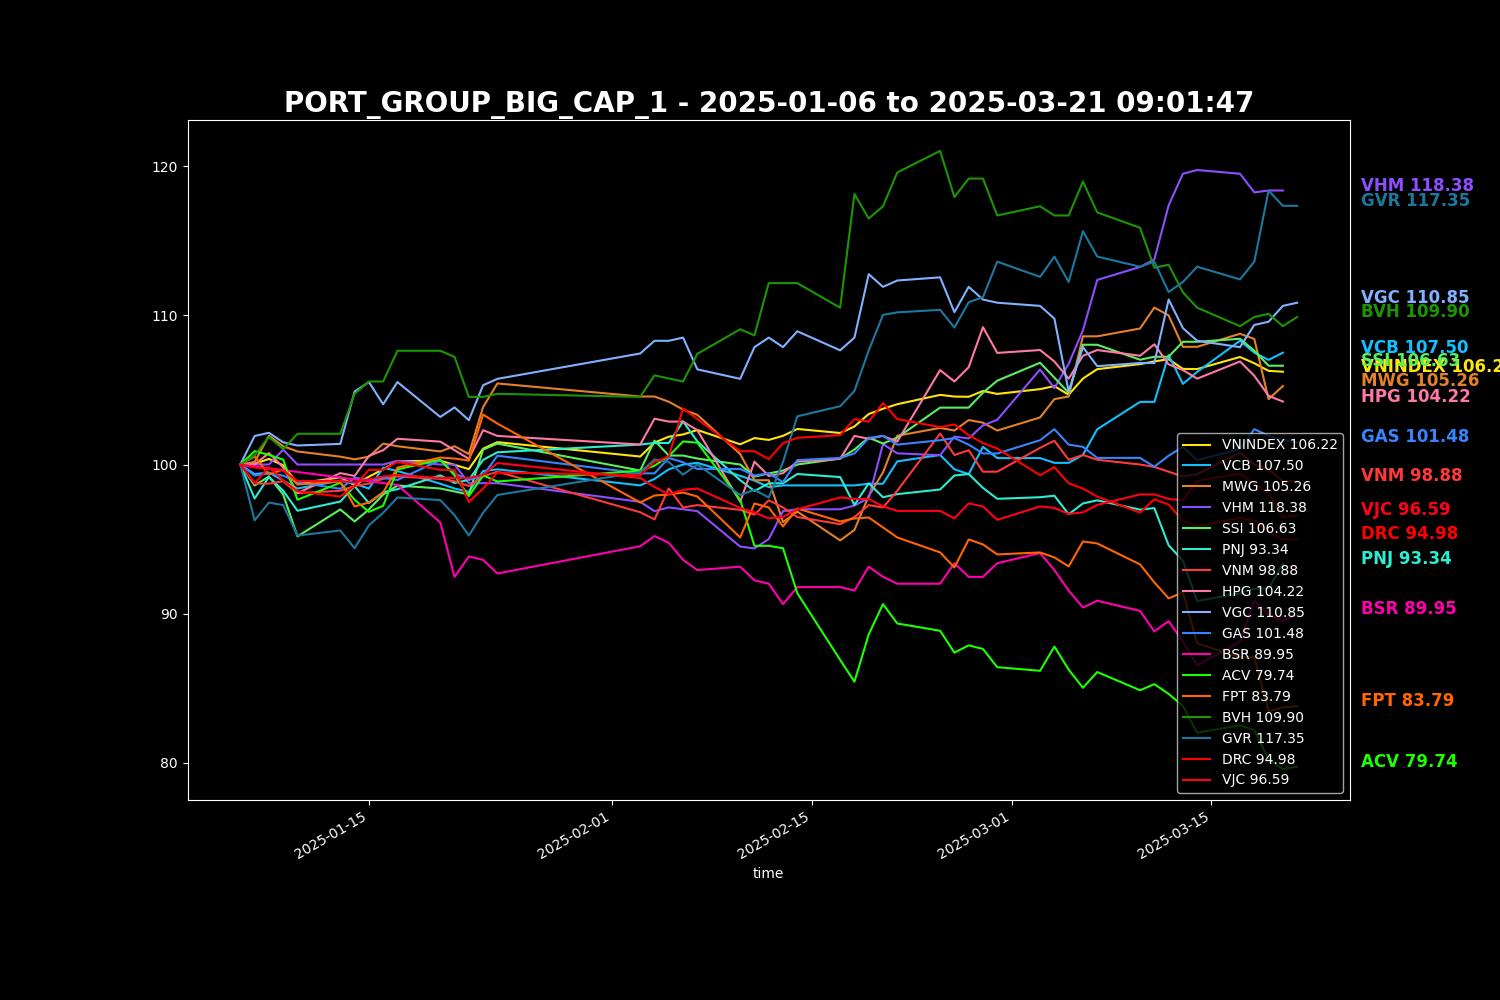 PORT_GROUP_BIG_CAP_1 - 2025-01-06 to 2025-03-21 09:01:47
120
110
100
90
80
2025-01-15
2025-02-01
2025-02-15
2025-03-01
2025-03-15
time
VHM 118.38
GVR 117.35
VGC 110.85
BVH 109.90
VCB 107.50
SSI 106.63
VNINDEX 106.2
MWG 105.26
HPG 104.22
GAS 101.48
VNM 98.88
VJC 96.59
DRC 94.98
PNJ 93.34
BSR 89.95
FPT 83.79
ACV 79.74
VNINDEX 106.22
VCB 107.50
MWG 105.26
VHM 118.38
SSI 106.63
PNJ 93.34
VNM 98.88
HPG 104.22
VGC 110.85
GAS 101.48
BSR 89.95
ACV 79.74
FPT 83.79
BVH 109.90
GVR 117.35
DRC 94.98
VJC 96.59